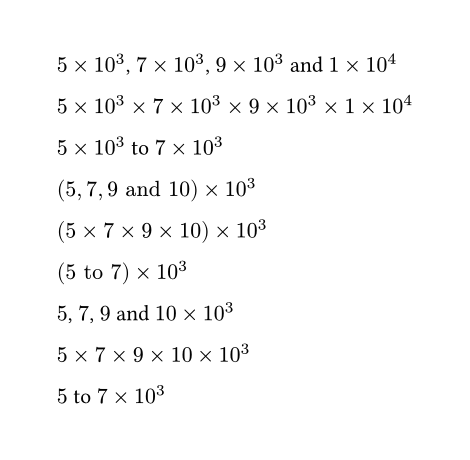 5 × 10³, 7 × 10³, 9 × 10³ and 1 × 10⁴
5 × 10³ × 7 × 10³ × 9 × 10³ × 1 × 10⁴
5 × 10³ to 7 × 10³
(5, 7, 9 and 10) × 10³
(5 × 7 × 9 × 10) × 10³
(5 to 7) × 10³
5, 7, 9 and 10 × 10³
5 × 7 × 9 × 10 × 10³
5 to 7 × 10³